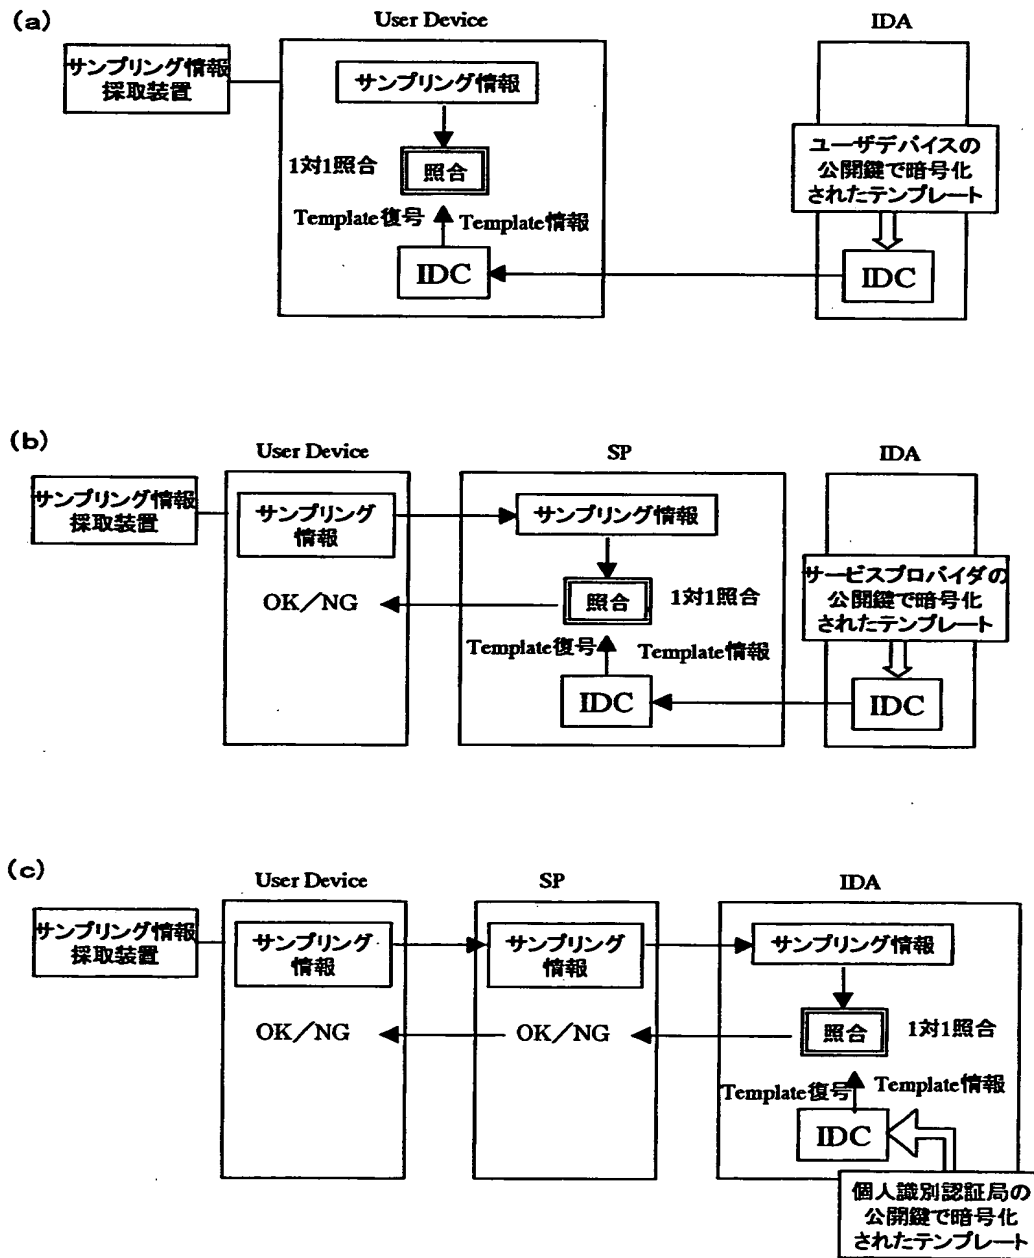 (a)
User Device
IDA
サンプリング情報
採取装置
サンプリング情報
1対1照合
照合
Template復号
Template情報
IDC
ユーザデバイスの
公開鍵で暗号化
されたテンプレート
IDC
(b)
User Device
SP
IDA
サンプリング情報
採取装置
サンプリング
情報
サンプリング情報
OK/NG
照合
1対1照合
Template復号
Template情報
IDC
サービスプロバイダの
公開鍵で暗号化
されたテンプレート
IDC
(c)
User Device
SP
IDA
サンプリング情報
採取装置
サンプリング
情報
サンプリング
情報
サンプリング情報
OK/NG
OK/NG
照合
1対1照合
Template復号
Template情報
IDC
個人識別認証局の
公開鍵で暗号化
されたテンプレート